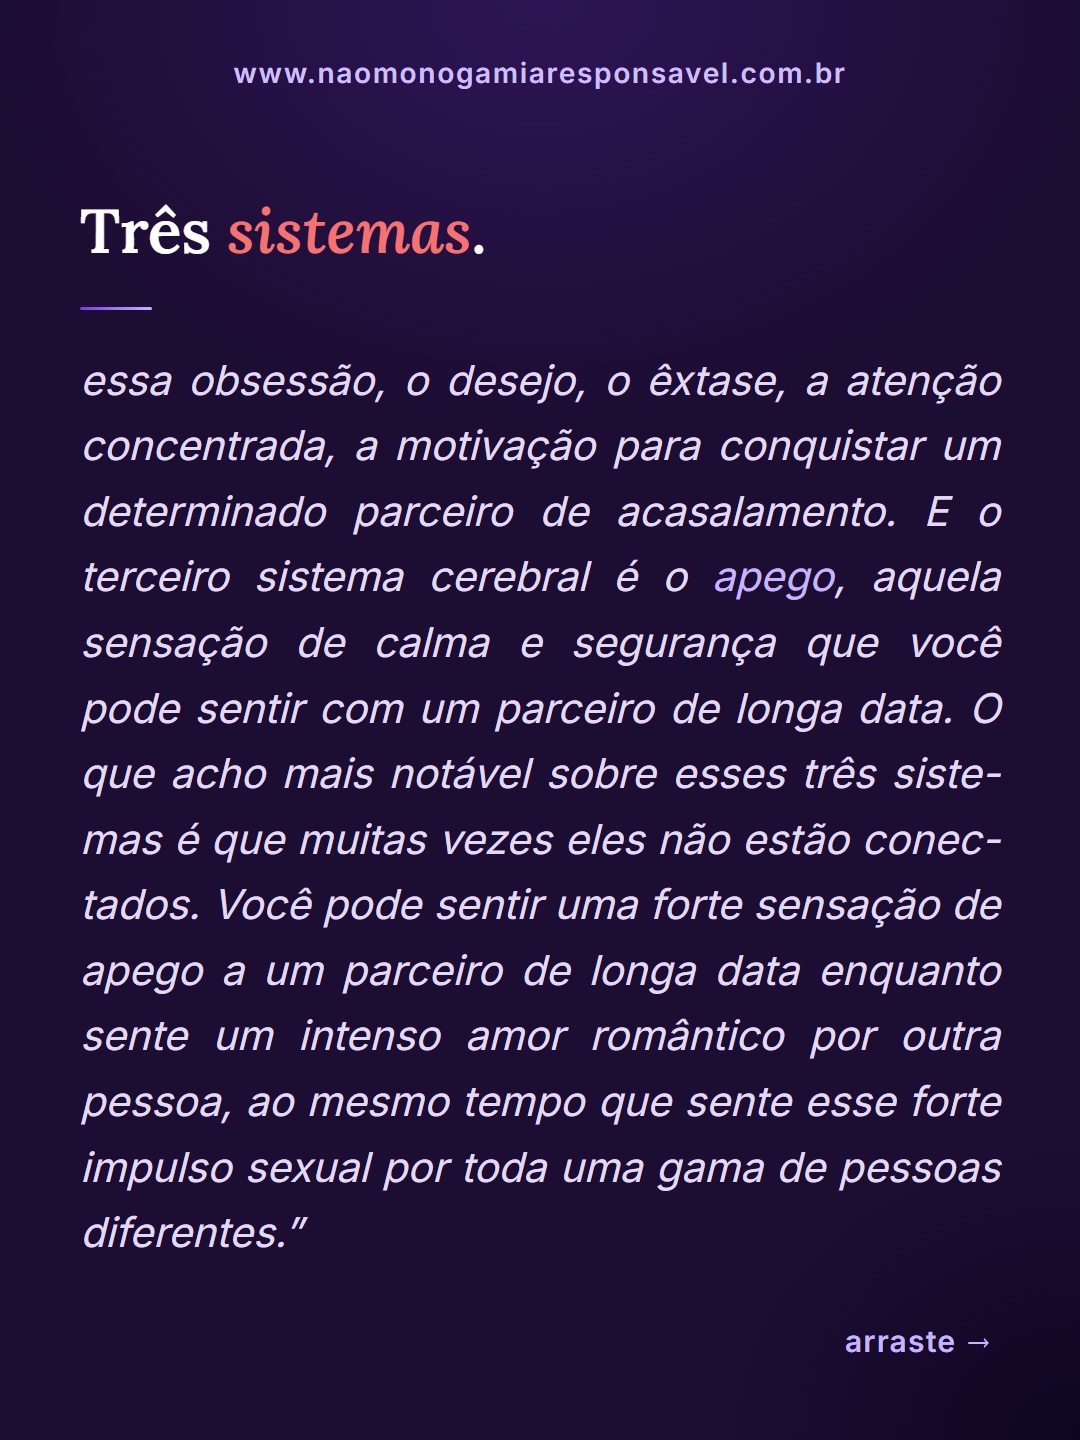 www.naomonogamiaresponsavel.com.br
Três sistemas.
essa obsessão, o desejo, o êxtase, a atenção
concentrada, a motivação para conquistar um
determinado parceiro de acasalamento. E o
terceiro sistema cerebral é o apego, aquela
sensação de calma e segurança que você
pode sentir com um parceiro de longa data. O
que acho mais notável sobre esses três siste-
mas é que muitas vezes eles não estão conec-
tados. Você pode sentir uma forte sensação de
apego a um parceiro de longa data enquanto
sente um intenso amor romântico por outra
pessoa, ao mesmo tempo que sente esse forte
impulso sexual por toda uma gama de pessoas
diferentes.”
arraste →